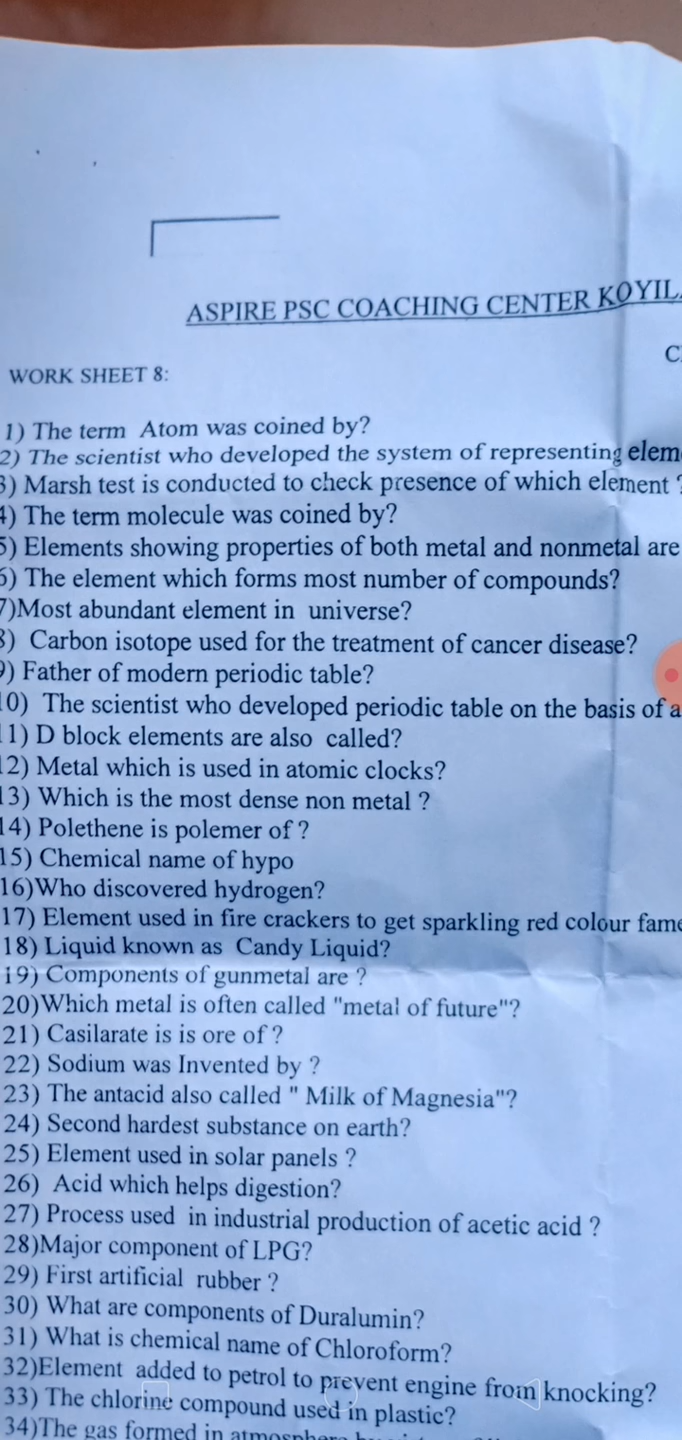 ASPIRE PSC COACHING CENTER KOYIL
C
WORK SHEET 8:
1) The term Atom was coined by?
2) The scientist who developed the system of representing elem
3) Marsh test is conducted to check presence of which element ?
4) The term molecule was coined by?
5) Elements showing properties of both metal and nonmetal are
6) The element which forms most number of compounds?
7)Most abundant element in universe?
8) Carbon isotope used for the treatment of cancer disease?
9) Father of modern periodic table?
10) The scientist who developed periodic table on the basis of a
11) D block elements are also called?
12) Metal which is used in atomic clocks?
13) Which is the most dense non metal ?
14) Polethene is polemer of ?
15) Chemical name of hypo
16)Who discovered hydrogen?
17) Element used in fire crackers to get sparkling red colour fame
18) Liquid known as Candy Liquid?
19) Components of gunmetal are ?
20)Which metal is often called "metal of future"?
21) Casilarate is is ore of ?
22) Sodium was Invented by ?
23) The antacid also called " Milk of Magnesia"?
24) Second hardest substance on earth?
25) Element used in solar panels ?
26) Acid which helps digestion?
27) Process used in industrial production of acetic acid ?
28)Major component of LPG?
29) First artificial rubber ?
30) What are components of Duralumin?
31) What is chemical name of Chloroform?
32)Element added to petrol to prevent engine from knocking?
33) The chlorine compound used in plastic?
34)The gas formed in atmosphere